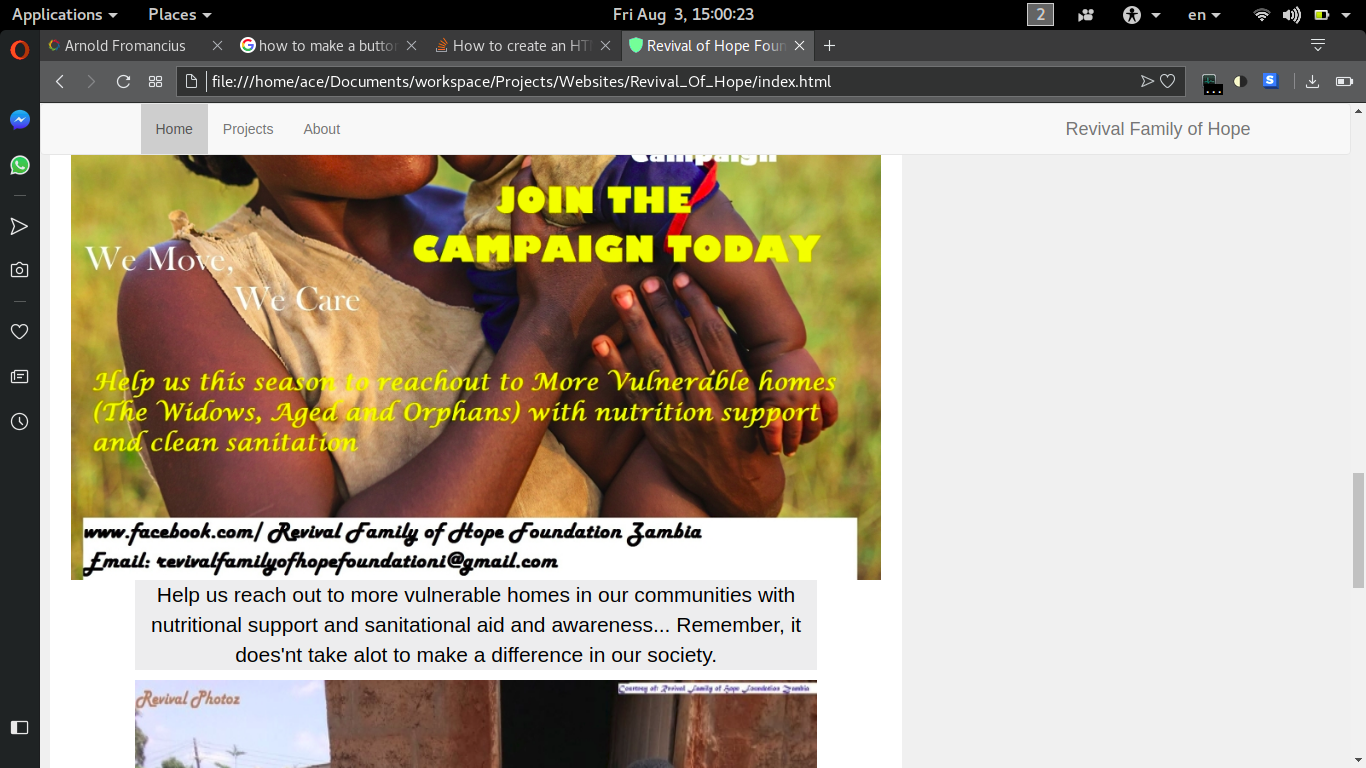 Applications Places Fri Aug 3, 15:00:23 2 en
Arnold Fromancius how to make a butto How to create an HT Revival of Hope Foun
file:///home/ace/Documents/workspace/Projects/Websites/Revival_Of_Hope/index.html
Home Projects About Revival Family of Hope
Campaign
JOIN THE
CAMPAIGN TODAY
We Move,
We Care
Help us this season to reachout to More Vulnerable homes
(The Widows, Aged and Orphans) with nutrition support
and clean sanitation
www.facebook.com/ Revival Family of Hope Foundation Zambia
Email: revivalfamilyofhopefoundation1@gmail.com
Help us reach out to more vulnerable homes in our communities with
nutritional support and sanitational aid and awareness... Remember, it
does'nt take alot to make a difference in our society.
Revival Photoz
Courtesy of: Revival Family of Hope Foundation Zambia